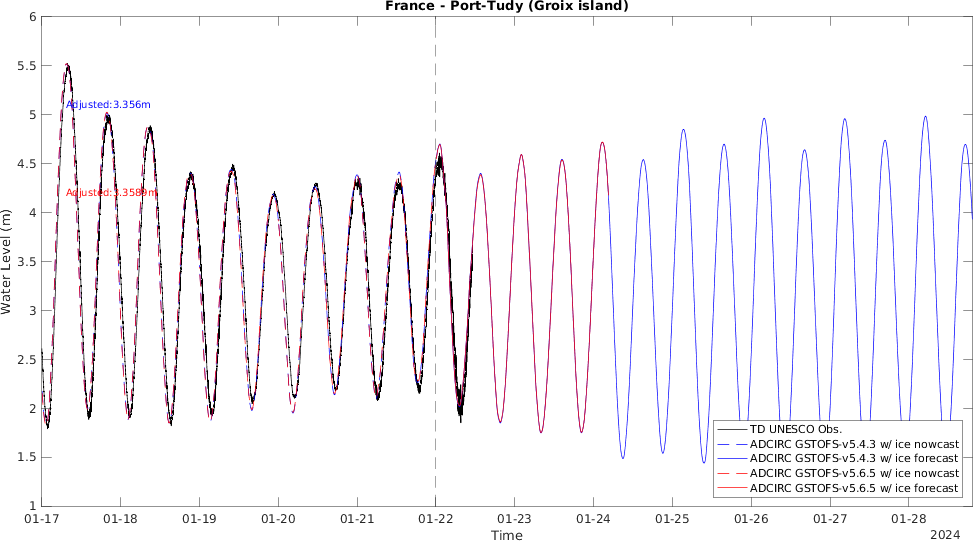 France - Port-Tudy (Groix island)
6
5.5
5
4.5
4
3.5
3
2.5
2
1.5
1
Water Level (m)
Adjusted:3.356m
Adjusted:3.3589m
TD UNESCO Obs.
ADCIRC GSTOFS-v5.4.3 w/ ice nowcast
ADCIRC GSTOFS-v5.4.3 w/ ice forecast
ADCIRC GSTOFS-v5.6.5 w/ ice nowcast
ADCIRC GSTOFS-v5.6.5 w/ ice forecast
01-17 01-18 01-19 01-20 01-21 01-22 01-23 01-24 01-25 01-26 01-27 01-28
Time
2024